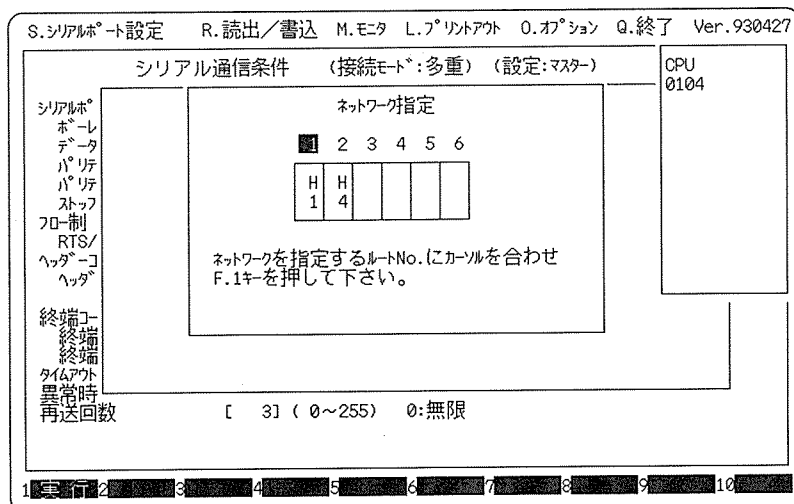 S.ｼﾘｱﾙﾎﾟｰﾄ設定 R.読出／書込 M.ﾓﾆﾀ L.ﾌﾟﾘﾝﾄｱｳﾄ O.ｵﾌﾟｼｮﾝ Q.終了 Ver.930427
シリアル通信条件 (接続ﾓｰﾄﾞ:多重) (設定:ﾏｽﾀｰ)
CPU
0104
ﾈｯﾄﾜｰｸ指定
1 2 3 4 5 6
H H
1 4
ﾈｯﾄﾜｰｸを指定するﾙｰﾄNo.にｶｰｿﾙを合わせ
F.1ｷｰを押して下さい。
ｼﾘｱﾙﾎﾟ
ﾎﾞｰﾚ
ﾃﾞｰﾀ
ﾊﾟﾘﾃ
ﾊﾟﾘﾃ
ｽﾄｯﾌ
ﾌﾛｰ制
RTS/
ﾍｯﾀﾞｰｺ
ﾍｯﾀﾞ
終端ｺｰ
終端
終端
ﾀｲﾑｱｳﾄ
異常時
再送回数 [ 3] ( 0～255) 0:無限
1 実 行 2 3 4 5 6 7 8 9 10